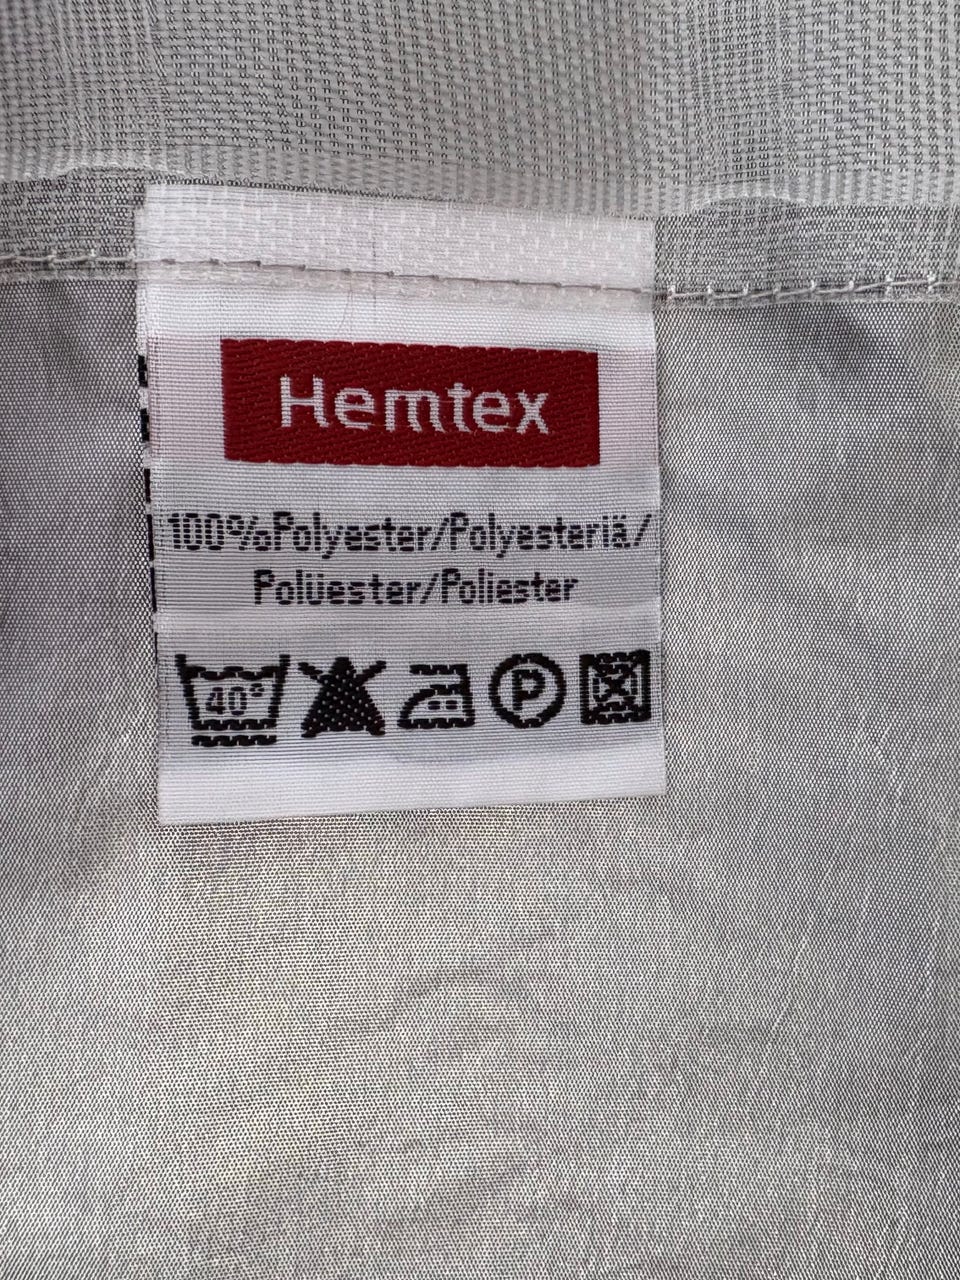 Hemtex
100%Polyester/Polyesteriä/
Polüester/Poliester
40°
P